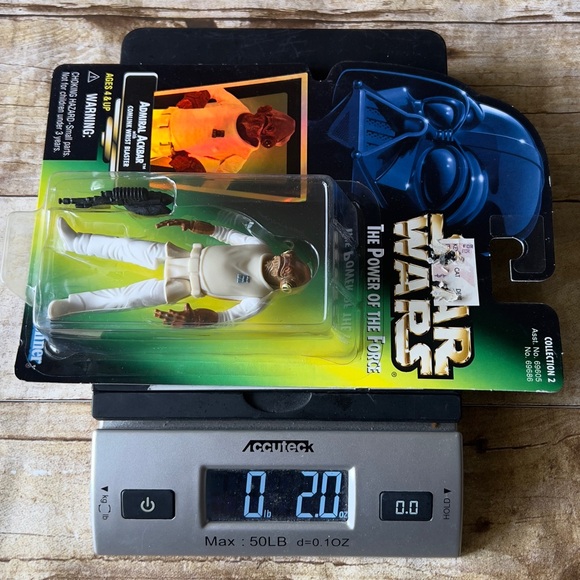 STAR
WARS
®
THE POWER OF THE FORCE
COLLECTION 2
Asst. No. 69605
No. 69686
ADMIRAL ACKBAR™
with
COMLINK WRIST BLASTER
AGES 4 & UP
WARNING:
CHOKING HAZARD-Small parts.
Not for children under 3 years.
Accuteck
kg lb
0 lb 2.0 oz
0.0
HOLD
Max : 50LB d=0.1OZ